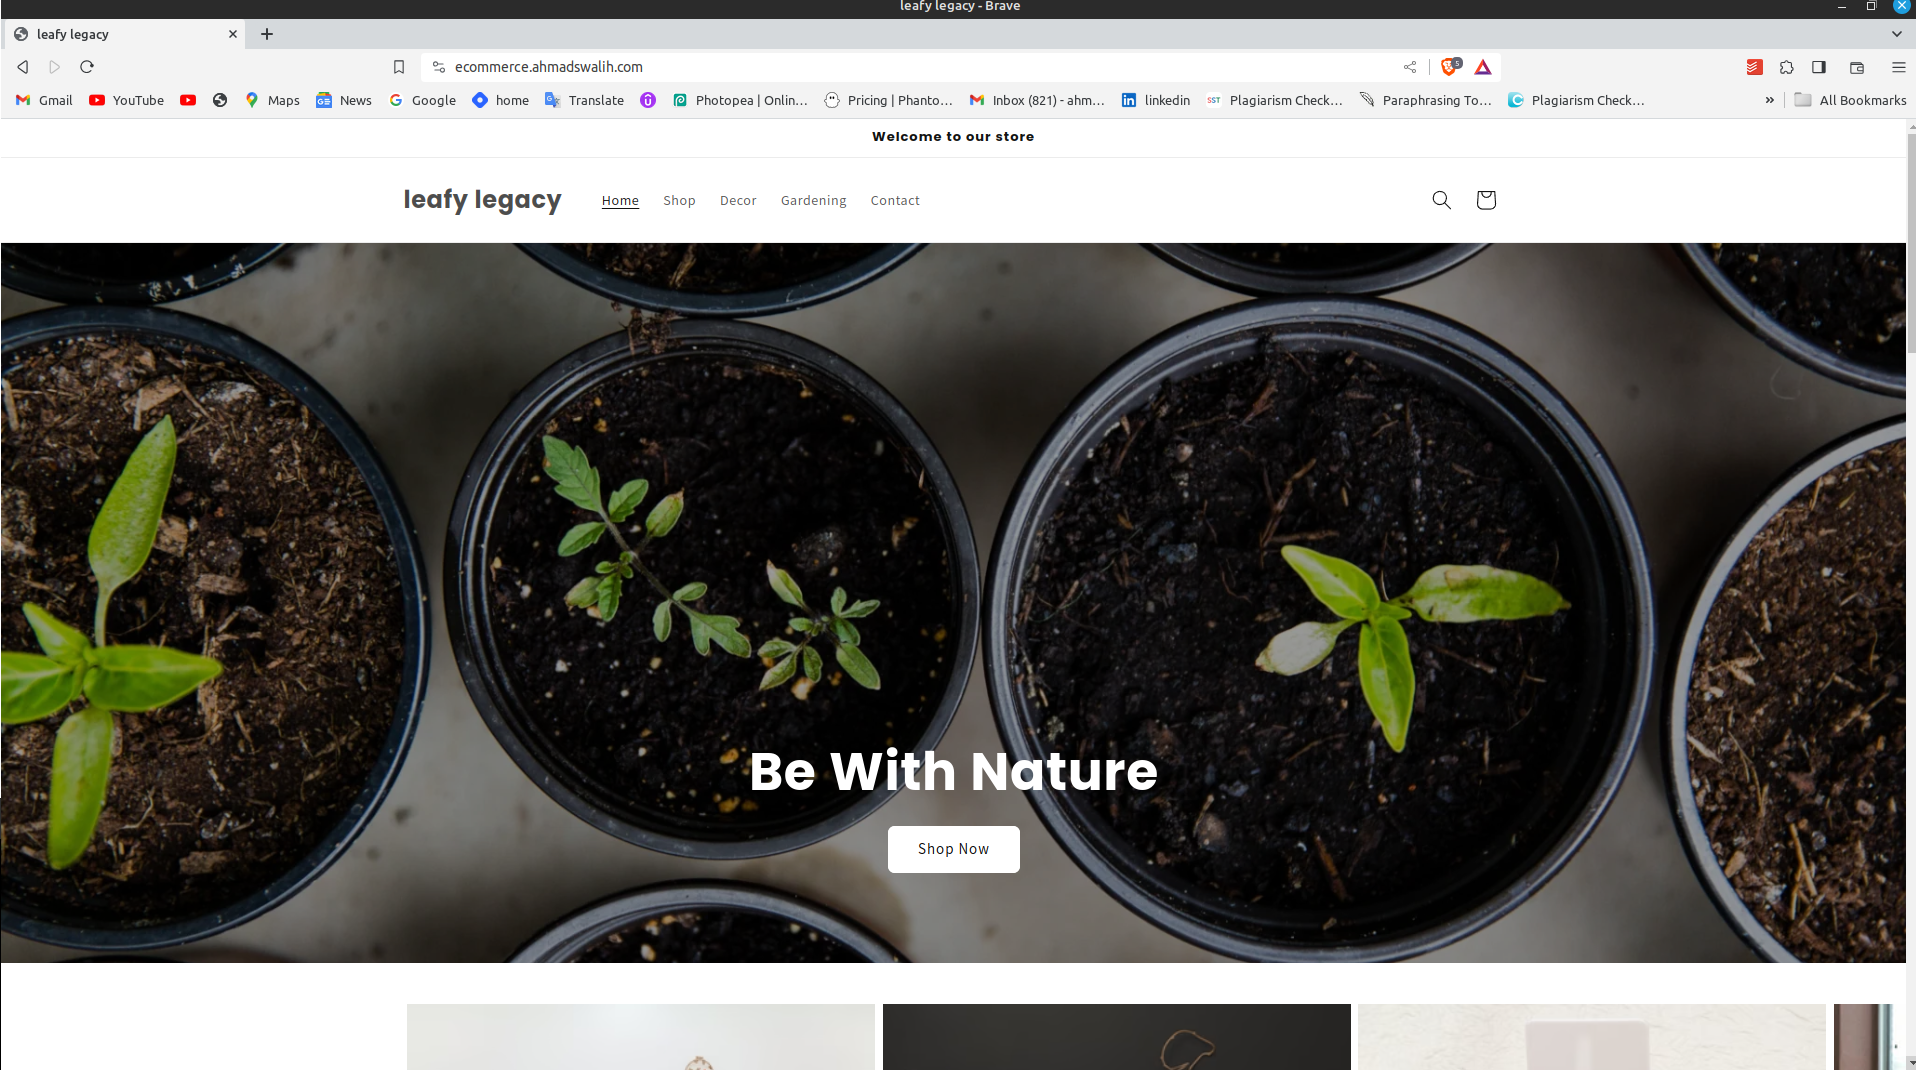 leafy legacy - Brave
leafy legacy
ecommerce.ahmadswalih.com
5
Gmail YouTube Maps News Google home Translate Photopea | Onlin... Pricing | Phanto... Inbox (821) - ahm... linkedin SST Plagiarism Check... Paraphrasing To... Plagiarism Check... » All Bookmarks
Welcome to our store
leafy legacy Home Shop Decor Gardening Contact
Be With Nature
Shop Now